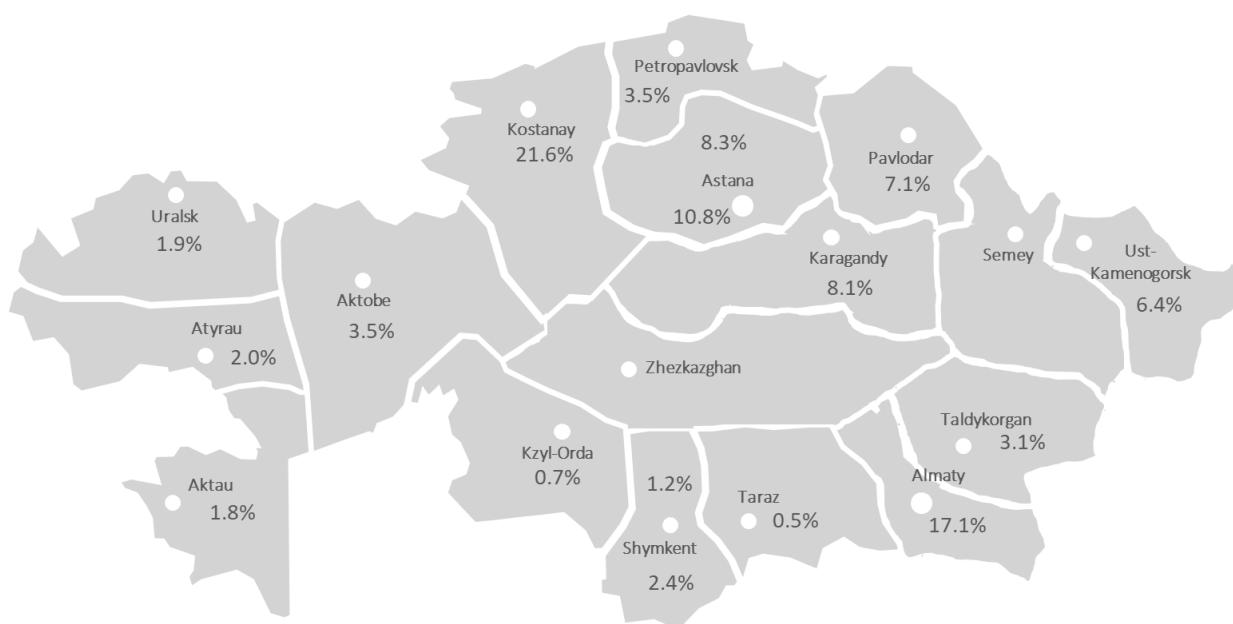 Petropavlovsk
3.5%
Kostanay
21.6%
8.3%
Astana
10.8%
Pavlodar
7.1%
Uralsk
1.9%
Aktobe
3.5%
Karagandy
8.1%
Semey
Ust-
Kamenogorsk
6.4%
Atyrau
2.0%
Zhezkazghan
Taldykorgan
3.1%
Kzyl-Orda
0.7%
1.2%
Almaty
17.1%
Aktau
1.8%
Taraz
0.5%
Shymkent
2.4%